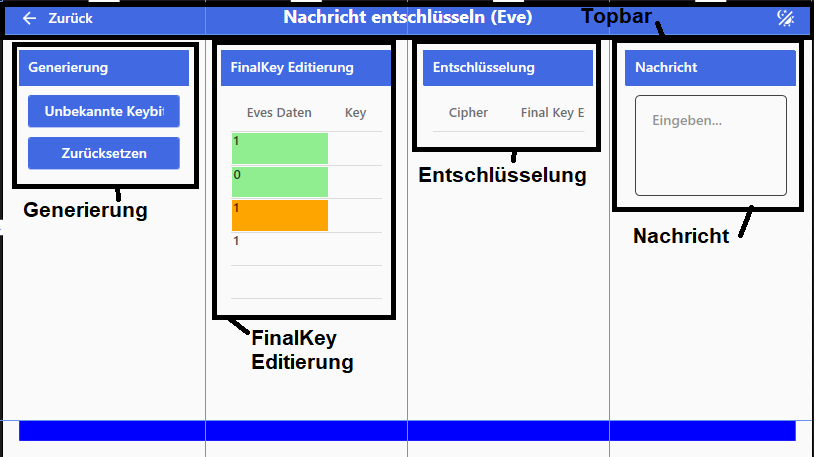 Zurück
Nachricht entschlüsseln (Eve)
Topbar
Generierung
FinalKey Editierung
Entschlüsselung
Nachricht
Unbekannte Keybit
Zurücksetzen
Eves Daten
Key
1
0
1
1
Cipher
Final Key E
Eingeben...
Generierung
Entschlüsselung
Nachricht
FinalKey
Editierung